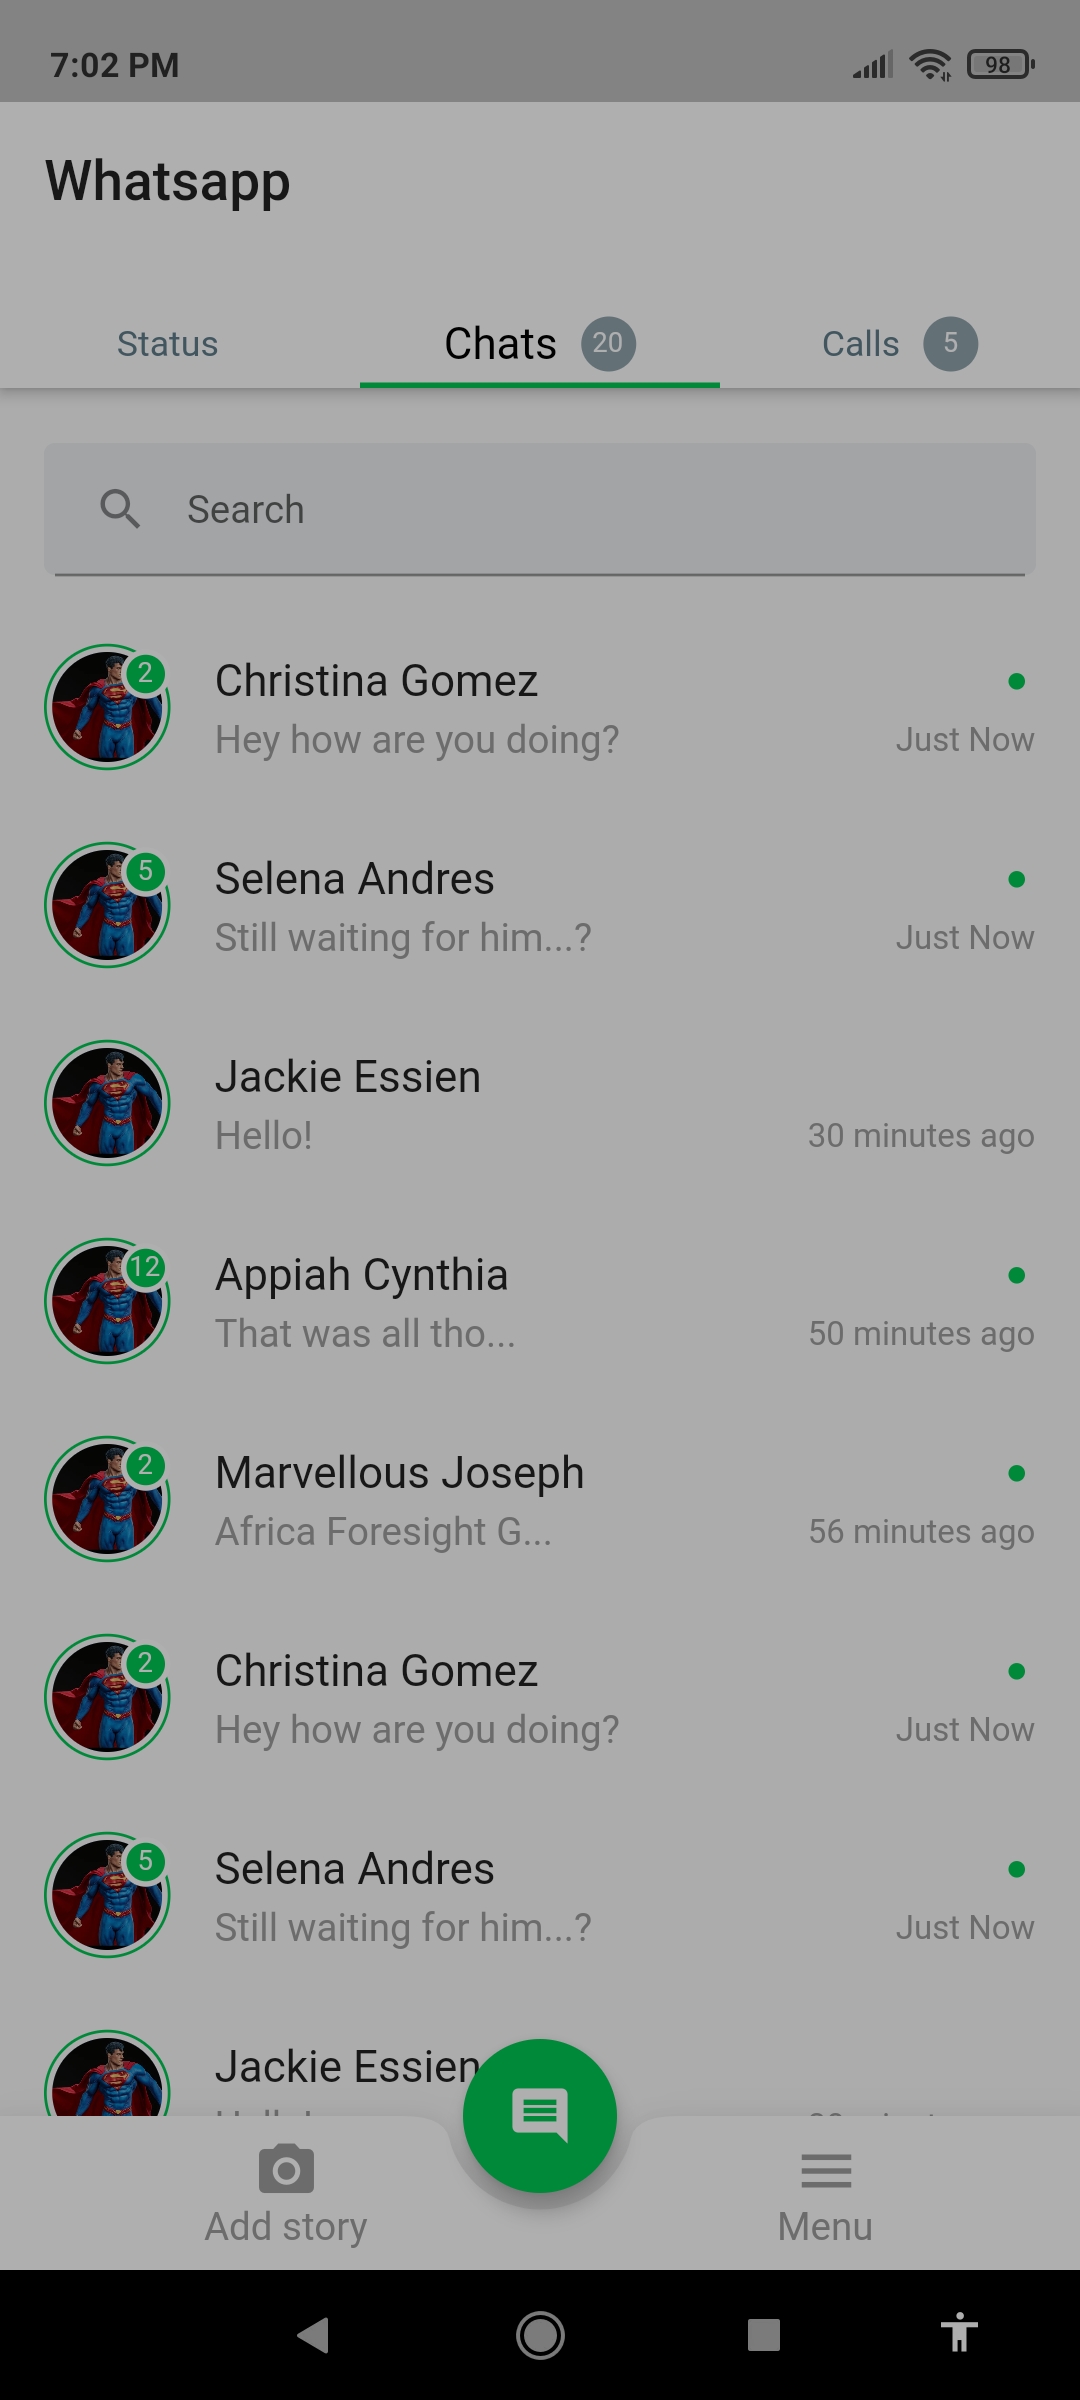 7:02 PM
98
Whatsapp
Status
Chats 20
Calls 5
Search
2
Christina Gomez
Hey how are you doing?
Just Now
5
Selena Andres
Still waiting for him...?
Just Now
Jackie Essien
Hello!
30 minutes ago
12
Appiah Cynthia
That was all tho...
50 minutes ago
2
Marvellous Joseph
Africa Foresight G...
56 minutes ago
2
Christina Gomez
Hey how are you doing?
Just Now
5
Selena Andres
Still waiting for him...?
Just Now
Jackie Essien
Add story
Menu